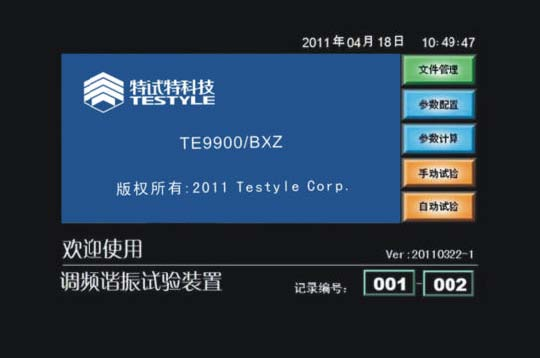 2011年04月18日 10:49:47
特试特科技
TESTYLE
TE9900/BXZ
版权所有:2011 Testyle Corp.
文件管理
参数配置
参数计算
手动试验
自动试验
欢迎使用
Ver:20110322-1
调频谐振试验装置
记录编号: 001-002